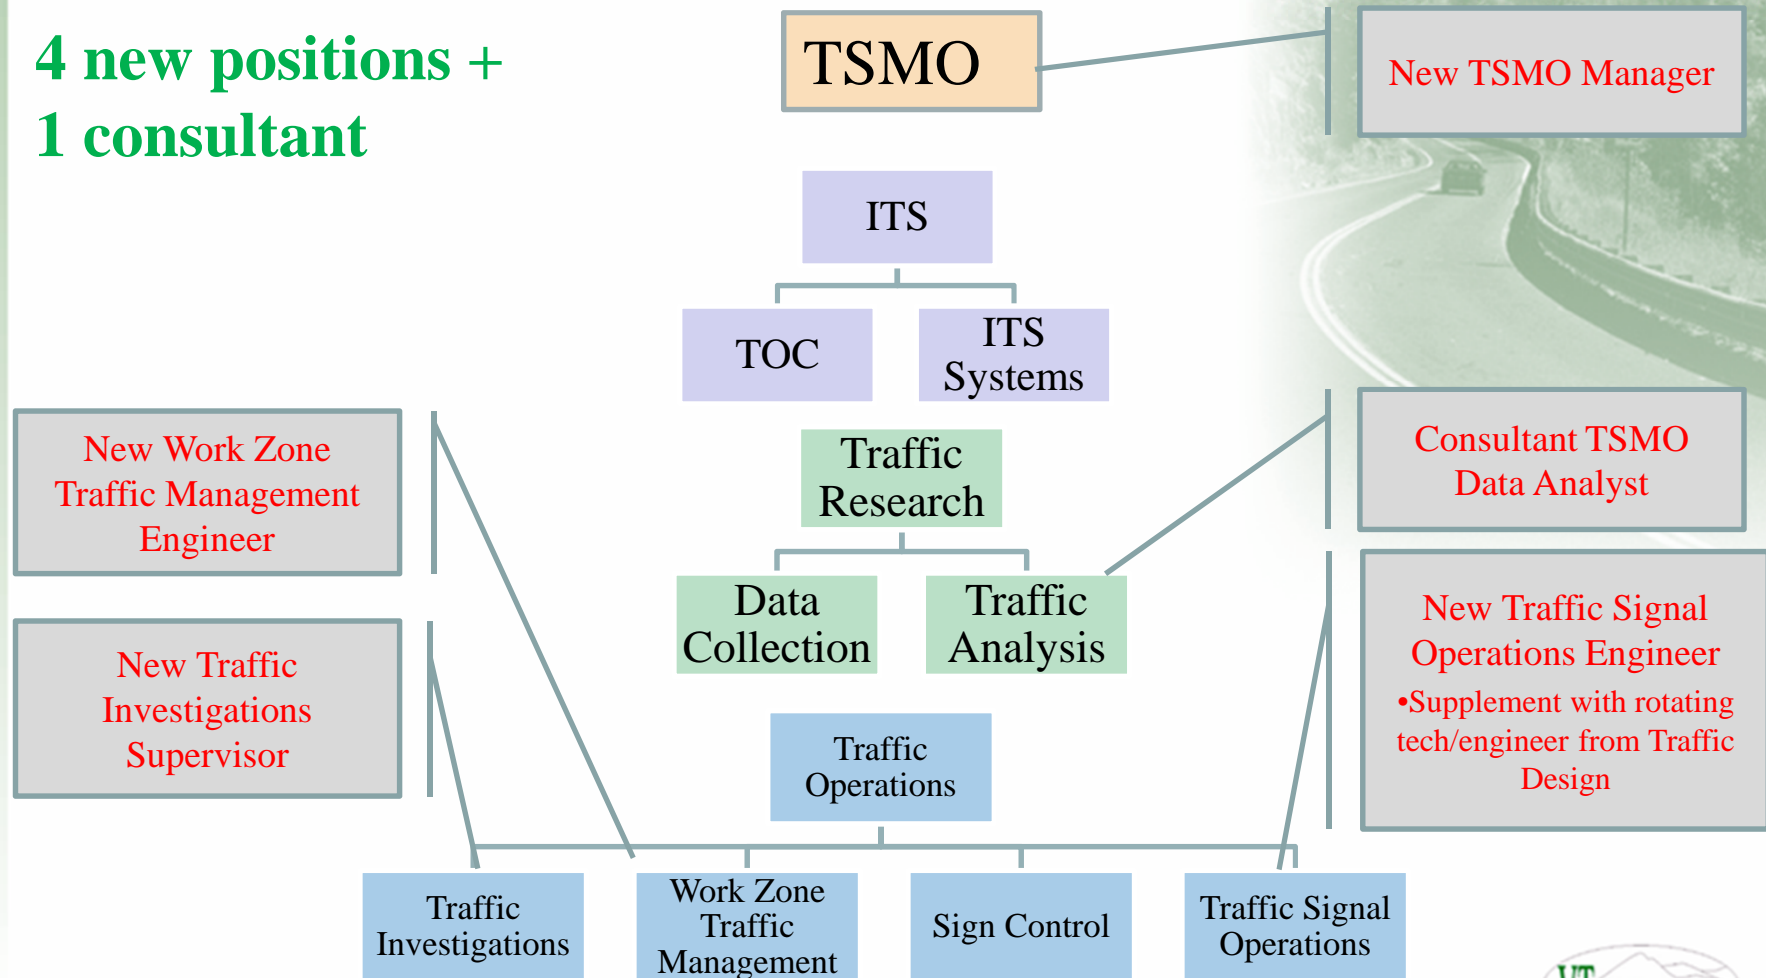 4 new positions +
1 consultant
TSMO
New TSMO Manager
ITS
TOC
ITS
Systems
New Work Zone
Traffic Management
Engineer
Traffic
Research
Consultant TSMO
Data Analyst
Data
Collection
Traffic
Analysis
New Traffic
Investigations
Supervisor
New Traffic Signal
Operations Engineer
•Supplement with rotating
tech/engineer from Traffic
Design
Traffic
Operations
Traffic
Investigations
Work Zone
Traffic
Management
Sign Control
Traffic Signal
Operations
VT